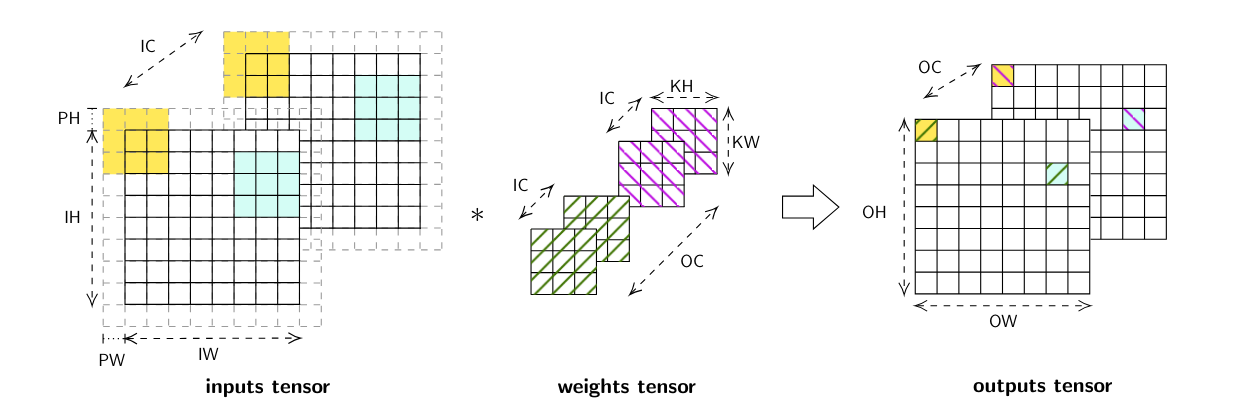 IC
PH
IH
PW
IW
inputs tensor
*
IC
KH
KW
IC
OC
weights tensor
OC
OH
OW
outputs tensor